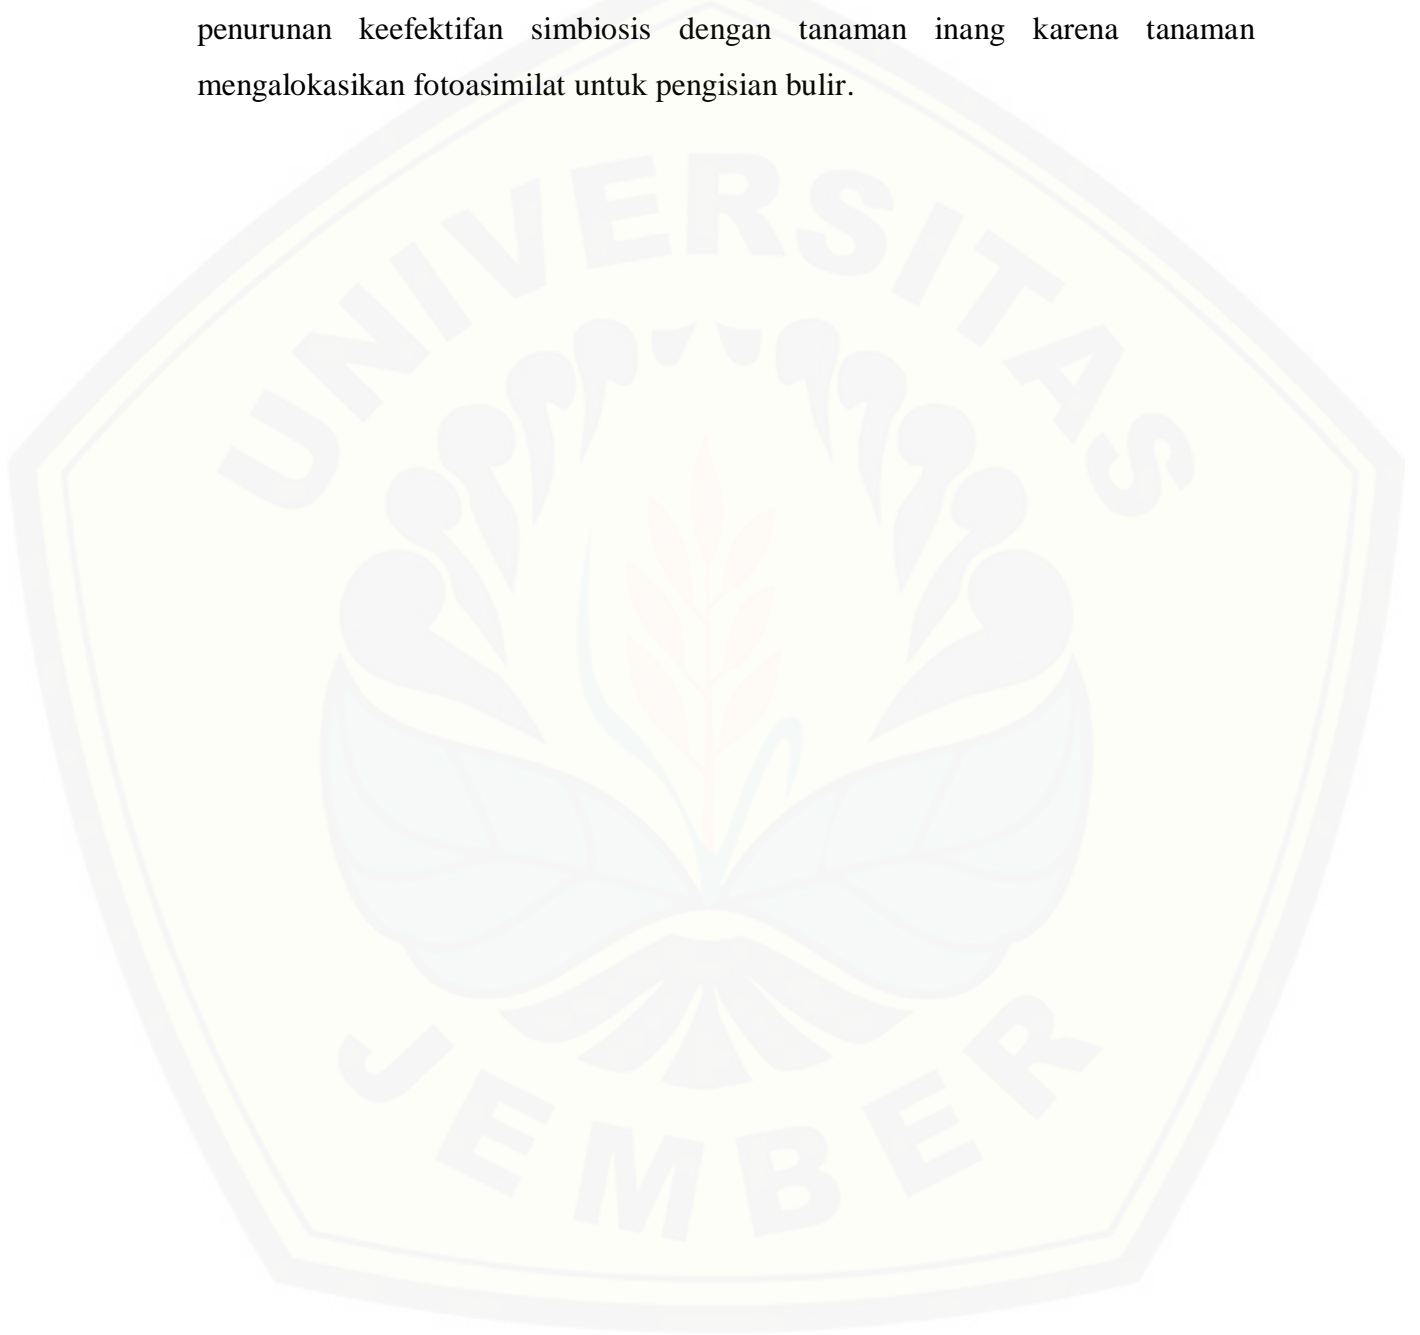 penurunan keefektifan simbiosis dengan tanaman inang karena tanaman
mengalokasikan fotoasimilat untuk pengisian bulir.
UNIVERSITAS
JEMBER